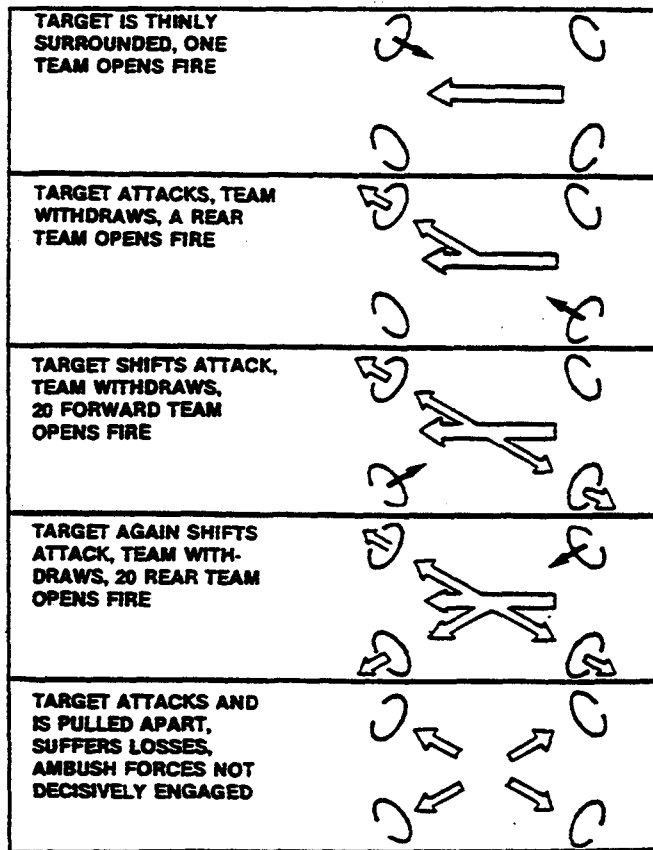 TARGET IS THINLY
SURROUNDED, ONE
TEAM OPENS FIRE
TARGET ATTACKS, TEAM
WITHDRAWS, A REAR
TEAM OPENS FIRE
TARGET SHIFTS ATTACK,
TEAM WITHDRAWS,
20 FORWARD TEAM
OPENS FIRE
TARGET AGAIN SHIFTS
ATTACK, TEAM WITH-
DRAWS, 20 REAR TEAM
OPENS FIRE
TARGET ATTACKS AND
IS PULLED APART,
SUFFERS LOSSES,
AMBUSH FORCES NOT
DECISIVELY ENGAGED